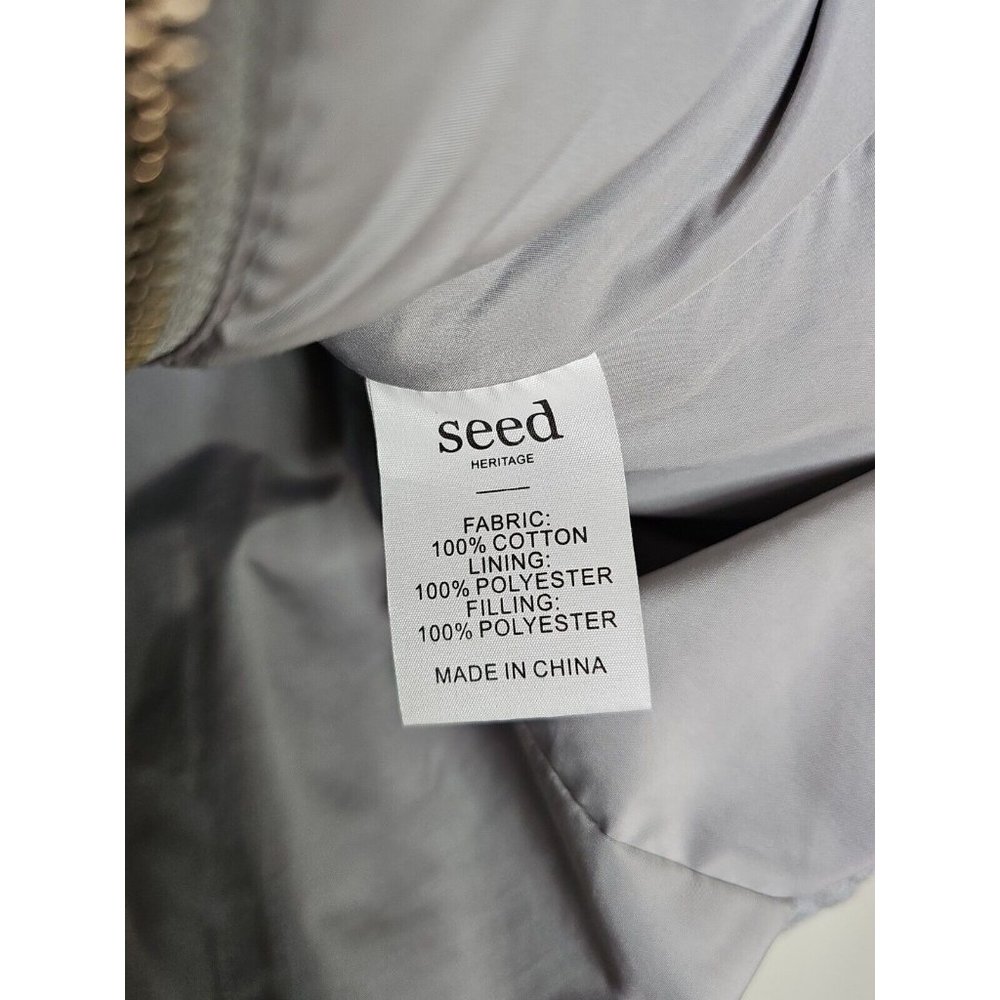 seed
HERITAGE
FABRIC:
100% COTTON
LINING:
100% POLYESTER
FILLING:
100% POLYESTER
MADE IN CHINA